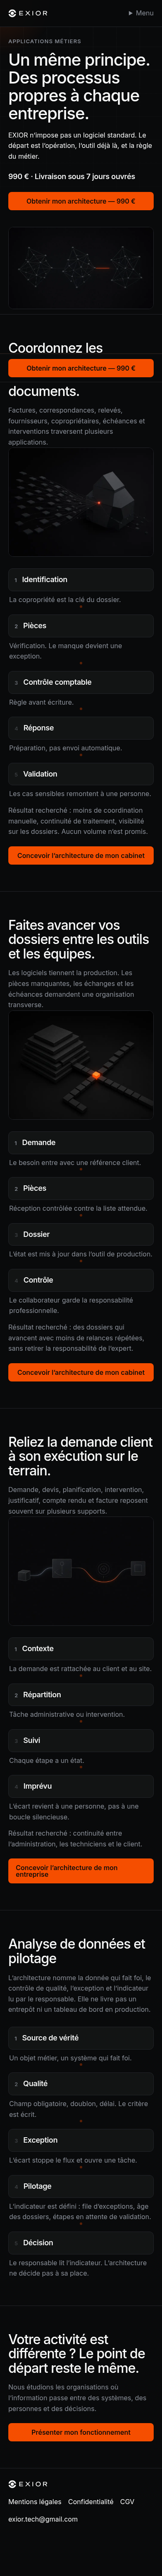 EXIOR
▶ Menu
APPLICATIONS MÉTIERS
Un même principe.
Des processus
propres à chaque
entreprise.
EXIOR n'impose pas un logiciel standard. Le
départ est l'opération, l'outil déjà là, et la règle
du métier.
990 € · Livraison sous 7 jours ouvrés
Obtenir mon architecture — 990 €
Coordonnez les
Obtenir mon architecture — 990 €
documents.
Factures, correspondances, relevés,
fournisseurs, copropriétaires, échéances et
interventions traversent plusieurs
applications.
1 Identification
La copropriété est la clé du dossier.
2 Pièces
Vérification. Le manque devient une
exception.
3 Contrôle comptable
Règle avant écriture.
4 Réponse
Préparation, pas envoi automatique.
5 Validation
Les cas sensibles remontent à une personne.
Résultat recherché : moins de coordination
manuelle, continuité de traitement, visibilité
sur les dossiers. Aucun volume n'est promis.
Concevoir l'architecture de mon cabinet
Faites avancer vos
dossiers entre les outils
et les équipes.
Les logiciels tiennent la production. Les
pièces manquantes, les échanges et les
échéances demandent une organisation
transverse.
1 Demande
Le besoin entre avec une référence client.
2 Pièces
Réception contrôlée contre la liste attendue.
3 Dossier
L'état est mis à jour dans l'outil de production.
4 Contrôle
Le collaborateur garde la responsabilité
professionnelle.
Résultat recherché : des dossiers qui
avancent avec moins de relances répétées,
sans retirer la responsabilité de l'expert.
Concevoir l'architecture de mon cabinet
Reliez la demande client
à son exécution sur le
terrain.
Demande, devis, planification, intervention,
justificatif, compte rendu et facture reposent
souvent sur plusieurs supports.
1 Contexte
La demande est rattachée au client et au site.
2 Répartition
Tâche administrative ou intervention.
3 Suivi
Chaque étape a un état.
4 Imprévu
L'écart revient à une personne, pas à une
boucle silencieuse.
Résultat recherché : continuité entre
l'administration, les techniciens et le client.
Concevoir l'architecture de mon
entreprise
Analyse de données et
pilotage
L'architecture nomme la donnée qui fait foi, le
contrôle de qualité, l'exception et l'indicateur
lu par le responsable. Elle ne livre pas un
entrepôt ni un tableau de bord en production.
1 Source de vérité
Un objet métier, un système qui fait foi.
2 Qualité
Champ obligatoire, doublon, délai. Le critère
est écrit.
3 Exception
L'écart stoppe le flux et ouvre une tâche.
4 Pilotage
L'indicateur est défini : file d'exceptions, âge
des dossiers, étapes en attente de validation.
5 Décision
Le responsable lit l'indicateur. L'architecture
ne décide pas à sa place.
Votre activité est
différente ? Le point de
départ reste le même.
Nous étudions les organisations où
l'information passe entre des systèmes, des
personnes et des décisions.
Présenter mon fonctionnement
EXIOR
Mentions légales Confidentialité CGV
exior.tech@gmail.com